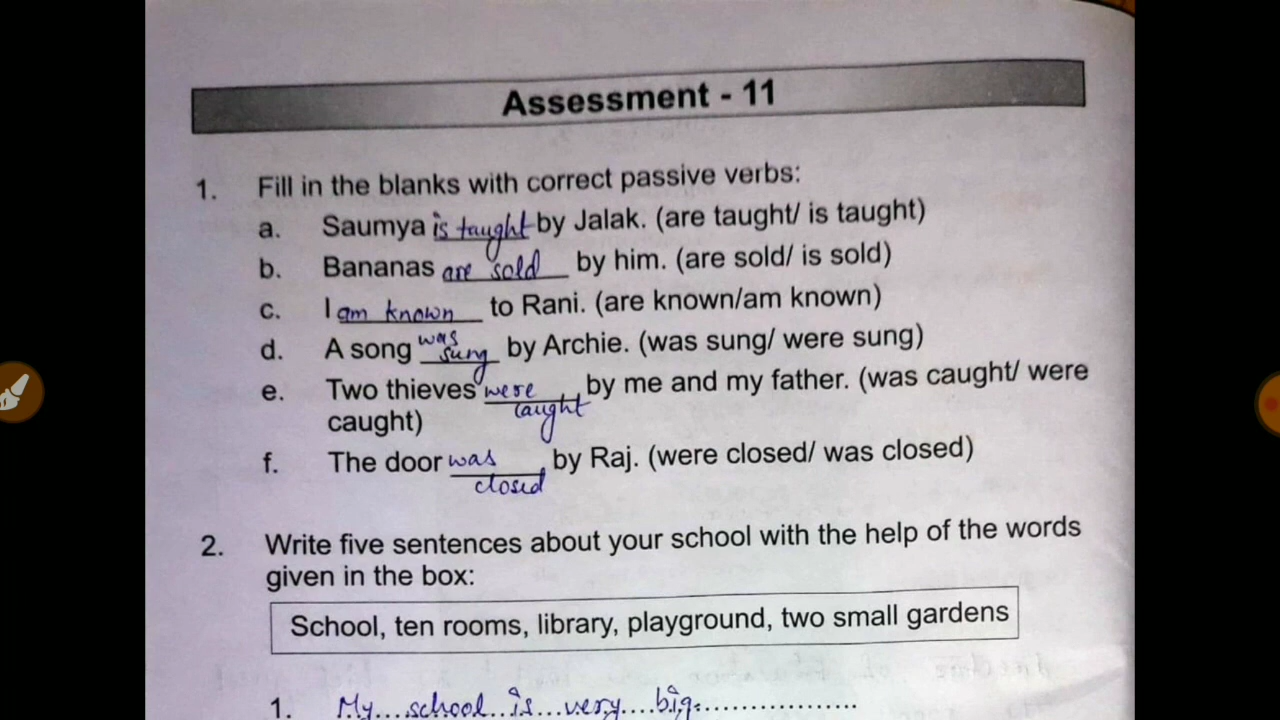 Assessment - 11
1. Fill in the blanks with correct passive verbs:
a. Saumya is taught by Jalak. (are taught/ is taught)
b. Bananas are sold by him. (are sold/ is sold)
c. I am known to Rani. (are known/am known)
d. A song was sung by Archie. (was sung/ were sung)
e. Two thieves were caught by me and my father. (was caught/ were
caught)
f. The door was closed by Raj. (were closed/ was closed)
2. Write five sentences about your school with the help of the words
given in the box:
School, ten rooms, library, playground, two small gardens
1. My...school...is...very...big..................